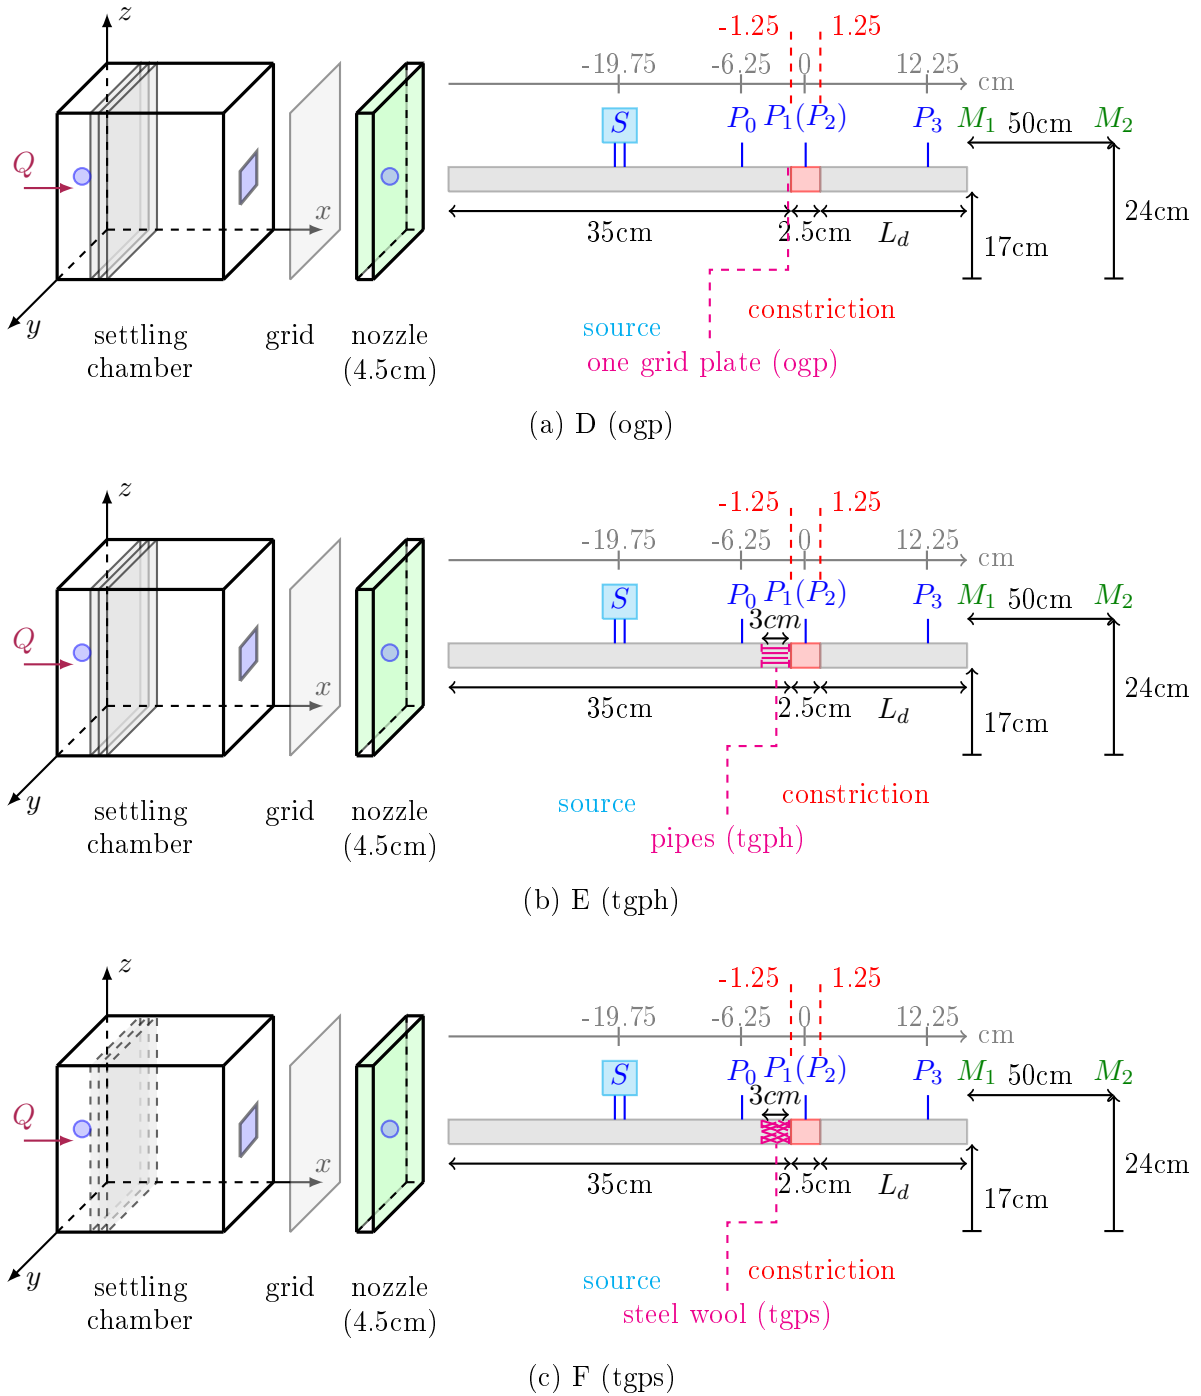 z
-1.25 1.25
-19.75 -6.25 0 12.25 cm
S P₀ P₁(P₂) P₃ M₁ 50cm M₂
Q
x
35cm 2.5cm L_d 24cm
17cm
y
settling chamber
grid
nozzle (4.5cm)
source
constriction
one grid plate (ogp)
(a) D (ogp)
z
-1.25 1.25
-19.75 -6.25 0 12.25 cm
S P₀ P₁(P₂) P₃ M₁ 50cm M₂
3cm
Q
x
35cm 2.5cm L_d 24cm
17cm
y
settling chamber
grid
nozzle (4.5cm)
source
constriction
pipes (tgph)
(b) E (tgph)
z
-1.25 1.25
-19.75 -6.25 0 12.25 cm
S P₀ P₁(P₂) P₃ M₁ 50cm M₂
3cm
Q
x
35cm 2.5cm L_d 24cm
17cm
y
settling chamber
grid
nozzle (4.5cm)
source
constriction
steel wool (tgps)
(c) F (tgps)